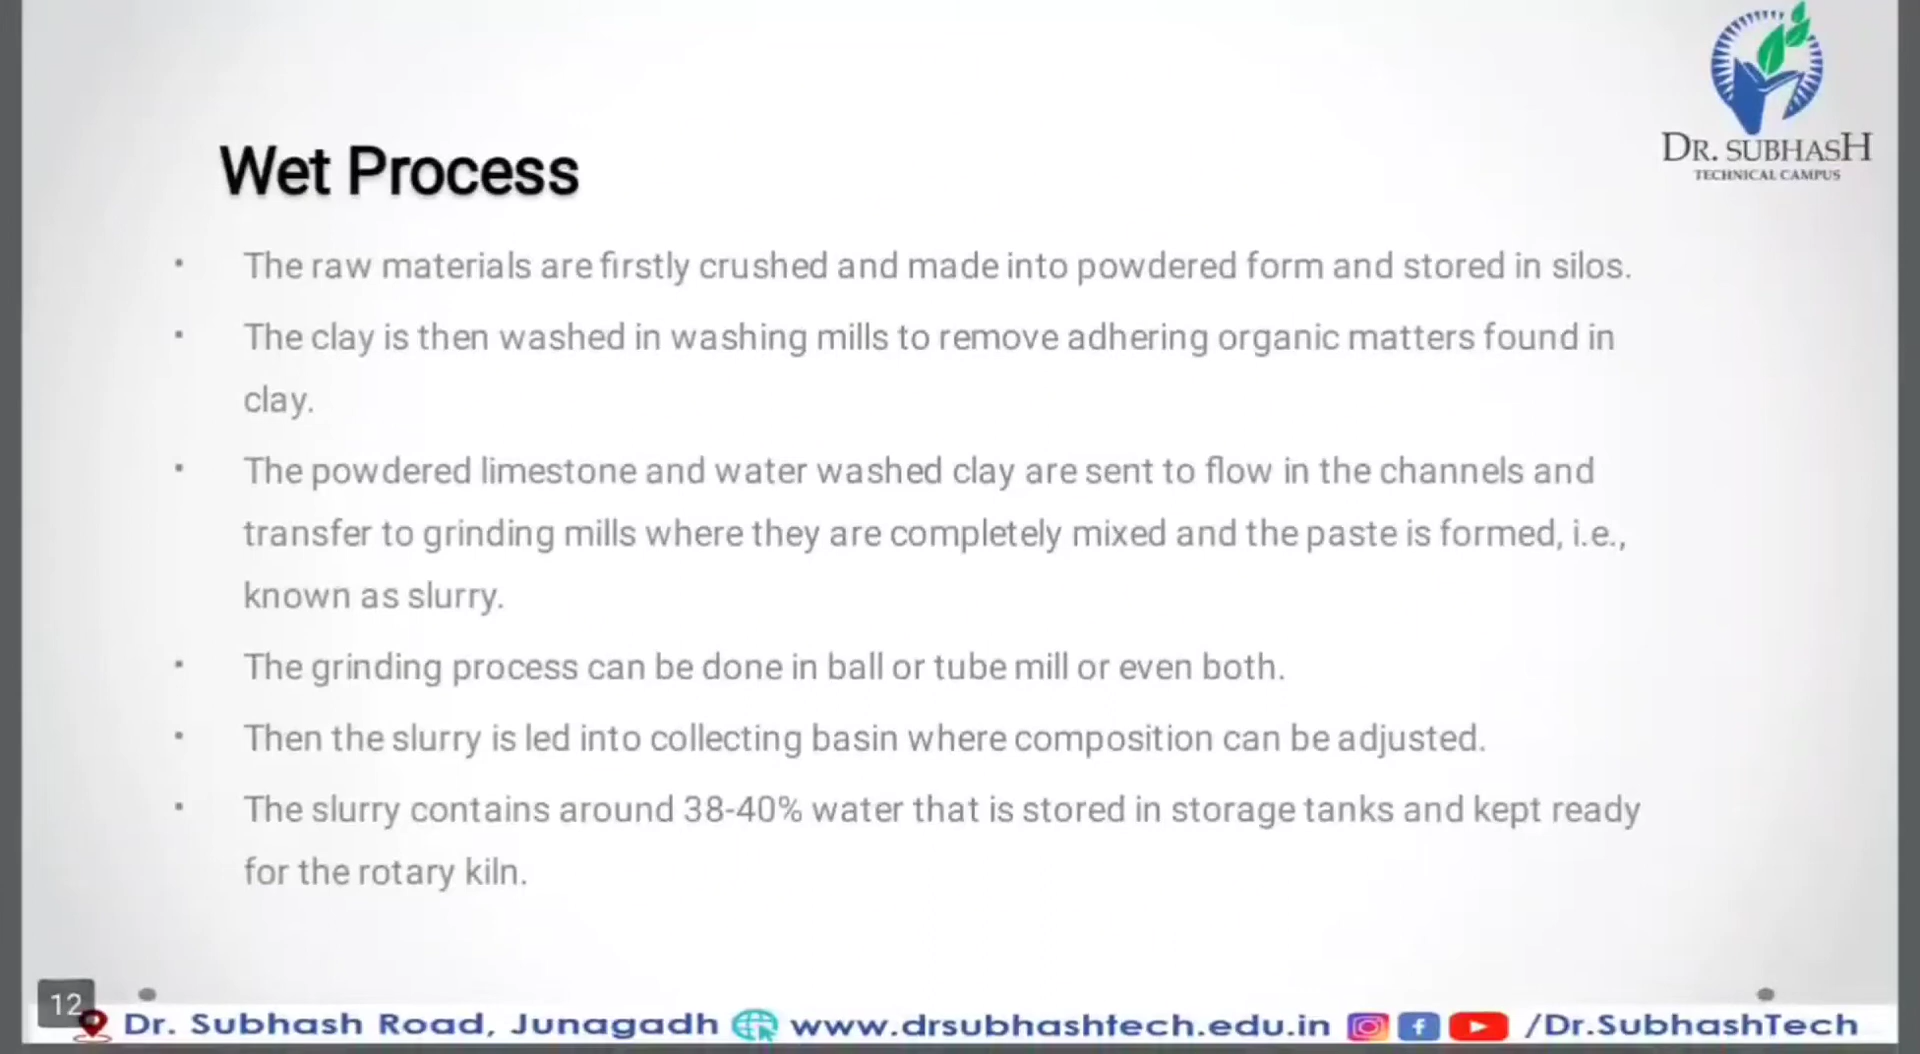 DR. SUBHASH
TECHNICAL CAMPUS
Wet Process
• The raw materials are firstly crushed and made into powdered form and stored in silos.
• The clay is then washed in washing mills to remove adhering organic matters found in
clay.
• The powdered limestone and water washed clay are sent to flow in the channels and
transfer to grinding mills where they are completely mixed and the paste is formed, i.e.,
known as slurry.
• The grinding process can be done in ball or tube mill or even both.
• Then the slurry is led into collecting basin where composition can be adjusted.
• The slurry contains around 38-40% water that is stored in storage tanks and kept ready
for the rotary kiln.
12
Dr. Subhash Road, Junagadh www.drsubhashtech.edu.in /Dr.SubhashTech